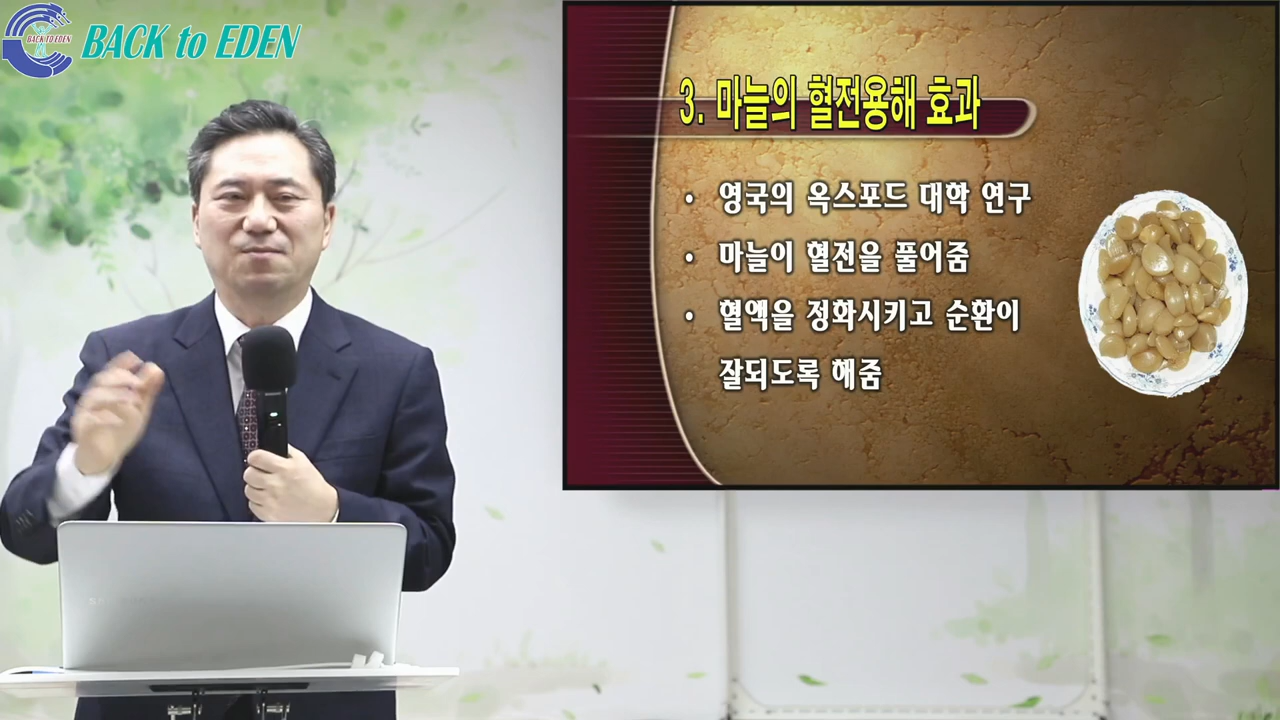 BACK TO EDEN
BACK to EDEN
3. 마늘의 혈전용해 효과
• 영국의 옥스포드 대학 연구
• 마늘이 혈전을 풀어줌
• 혈액을 정화시키고 순환이
잘되도록 해줌